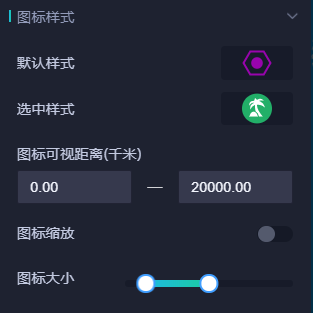 图标样式
默认样式
选中样式
图标可视距离(千米)
0.00 — 20000.00
图标缩放
图标大小